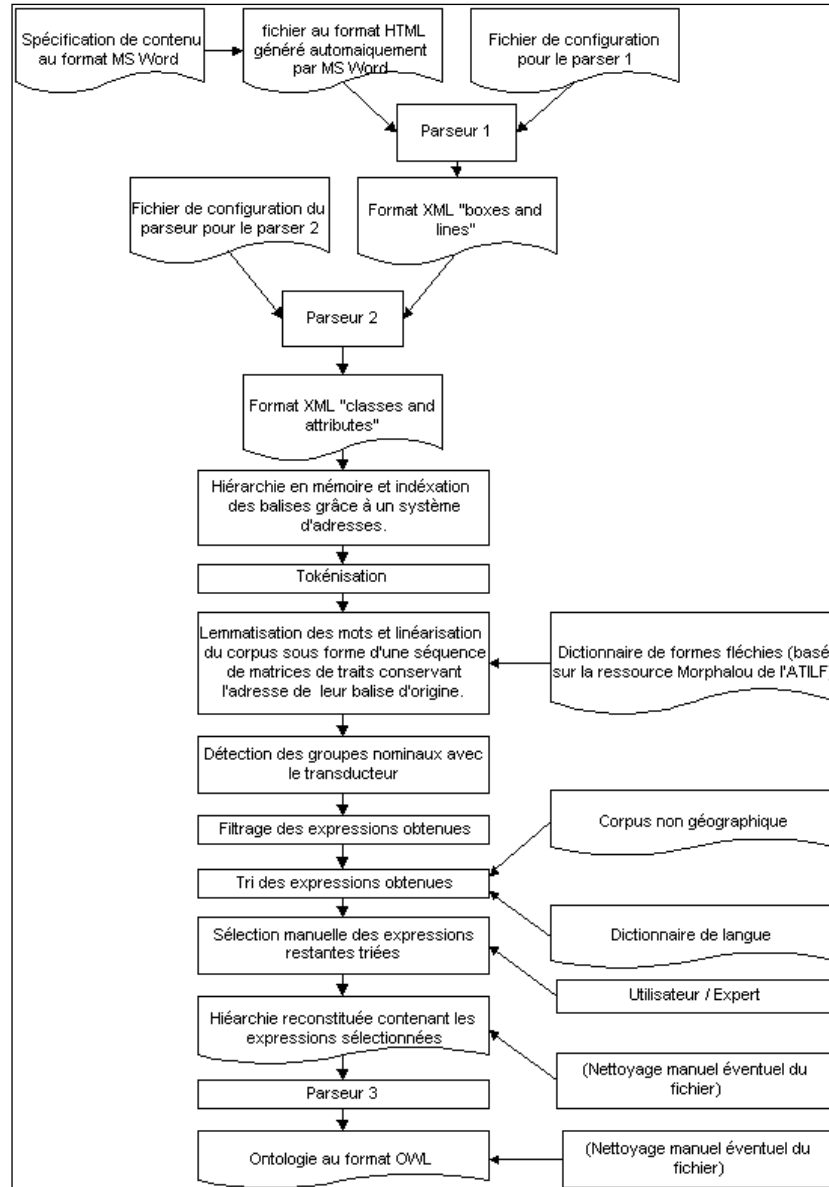 Spécification de contenu
au format MS Word
fichier au format HTML
généré automaiquement
par MS Word
Fichier de configuration
pour le parser 1
Parseur 1
Fichier de configuration du
parseur pour le parser 2
Format XML "boxes and
lines"
Parseur 2
Format XML "classes and
attributes"
Hiérarchie en mémoire et indéxation
des balises grâce à un système
d'adresses.
Tokénisation
Lemmatisation des mots et linéarisation
du corpus sous forme d'une séquence
de matrices de traits conservant
l'adresse de leur balise d'origine.
Dictionnaire de formes fléchies (basé
sur la ressource Morphalou de l'ATILF)
Détection des groupes nominaux avec
le transducteur
Filtrage des expressions obtenues
Corpus non géographique
Tri des expressions obtenues
Dictionnaire de langue
Sélection manuelle des expressions
restantes triées
Utilisateur / Expert
Hiéarchie reconstituée contenant les
expressions sélectionnées
(Nettoyage manuel éventuel du
fichier)
Parseur 3
Ontologie au format OWL
(Nettoyage manuel éventuel du
fichier)